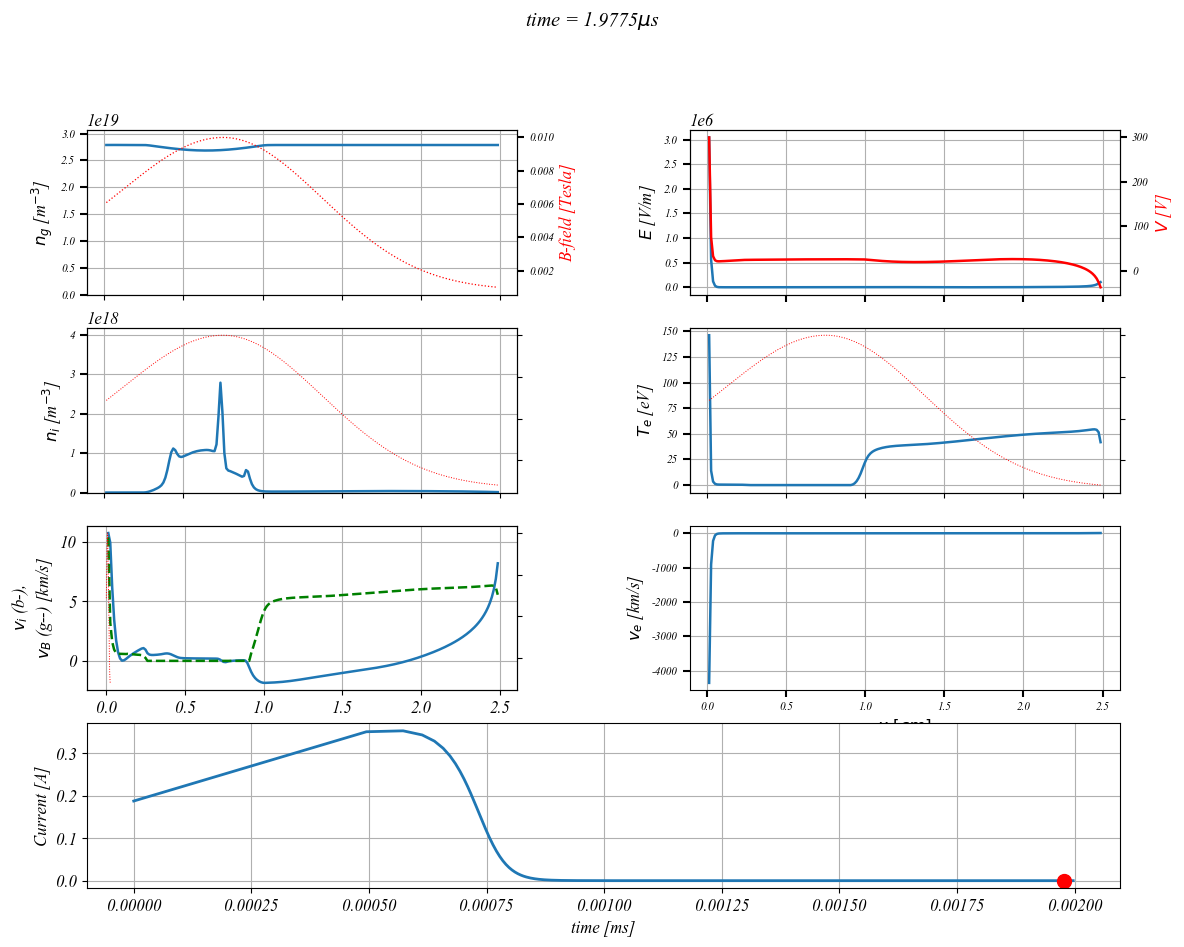 time = 1.9775μs
1e19
3.0
2.5
2.0
1.5
1.0
0.5
0.0
n_g [m⁻³]
0.010
0.008
0.006
0.004
0.002
B-field [Tesla]
1e6
3.0
2.5
2.0
1.5
1.0
0.5
0.0
E [V/m]
300
200
100
0
V [V]
1e18
4
3
2
1
0
n_i [m⁻³]
150
125
100
75
50
25
0
T_e [eV]
10
5
0
v_i (b-),
v_B (g--) [km/s]
0.0 0.5 1.0 1.5 2.0 2.5
0
-1000
-2000
-3000
-4000
v_e [km/s]
0.0 0.5 1.0 1.5 2.0 2.5
0.3
0.2
0.1
0.0
Current [A]
0.00000 0.00025 0.00050 0.00075 0.00100 0.00125 0.00150 0.00175 0.00200
time [ms]